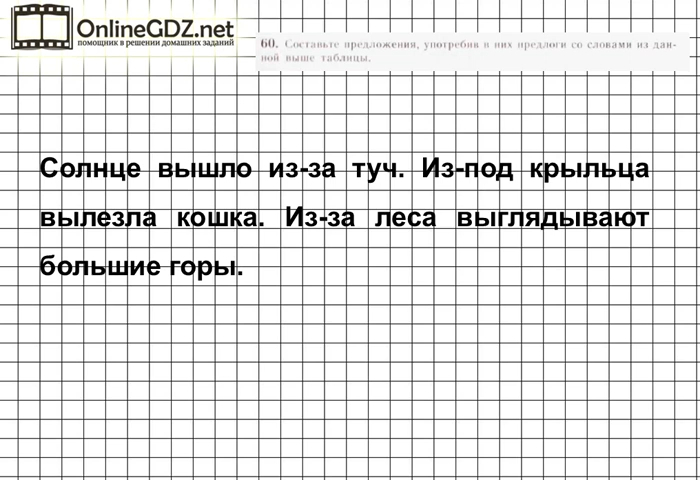 OnlineGDZ.net
помощник в решении домашних заданий
60. Составьте предложения, употребив в них предлоги со словами из дан-
ной выше таблицы.
Солнце вышло из-за туч. Из-под крыльца
вылезла кошка. Из-за леса выглядывают
большие горы.